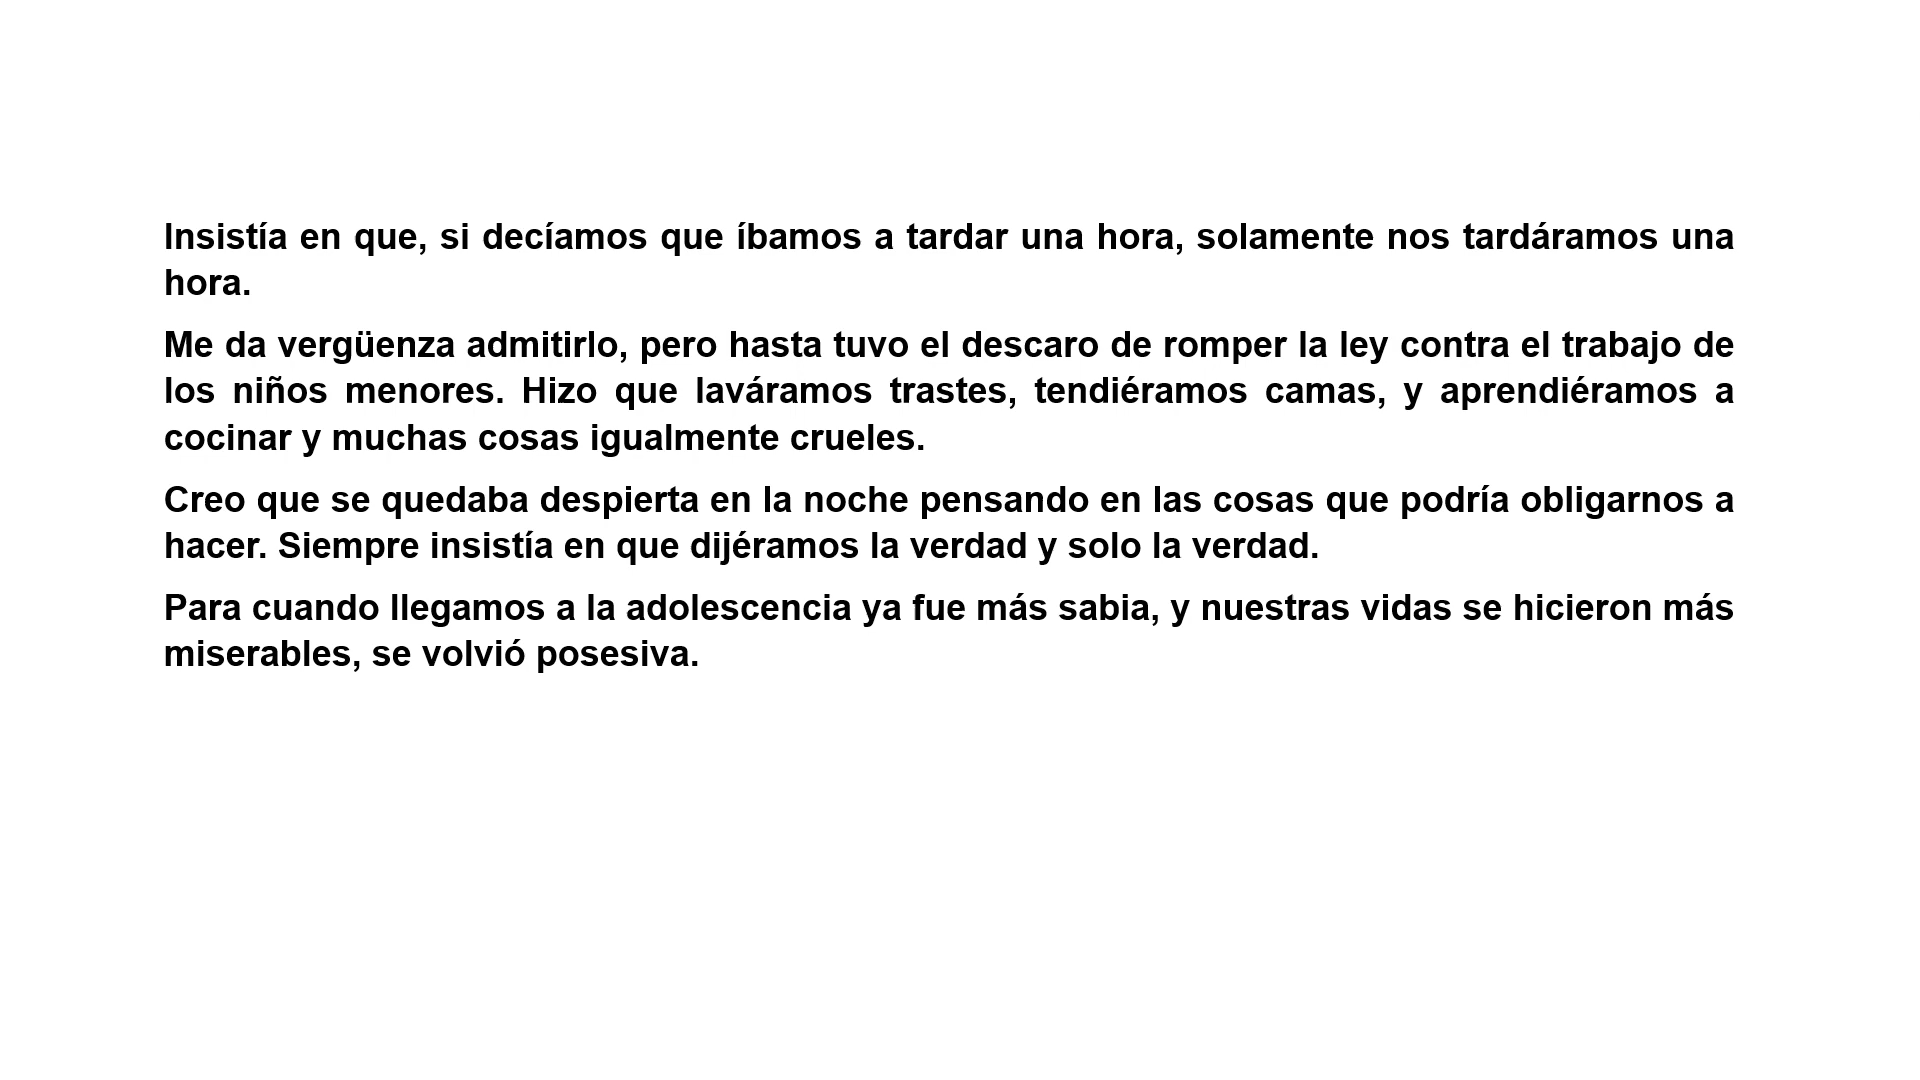 Insistía en que, si decíamos que íbamos a tardar una hora, solamente nos tardáramos una
hora.
Me da vergüenza admitirlo, pero hasta tuvo el descaro de romper la ley contra el trabajo de
los niños menores. Hizo que laváramos trastes, tendiéramos camas, y aprendiéramos a
cocinar y muchas cosas igualmente crueles.
Creo que se quedaba despierta en la noche pensando en las cosas que podría obligarnos a
hacer. Siempre insistía en que dijéramos la verdad y solo la verdad.
Para cuando llegamos a la adolescencia ya fue más sabia, y nuestras vidas se hicieron más
miserables, se volvió posesiva.